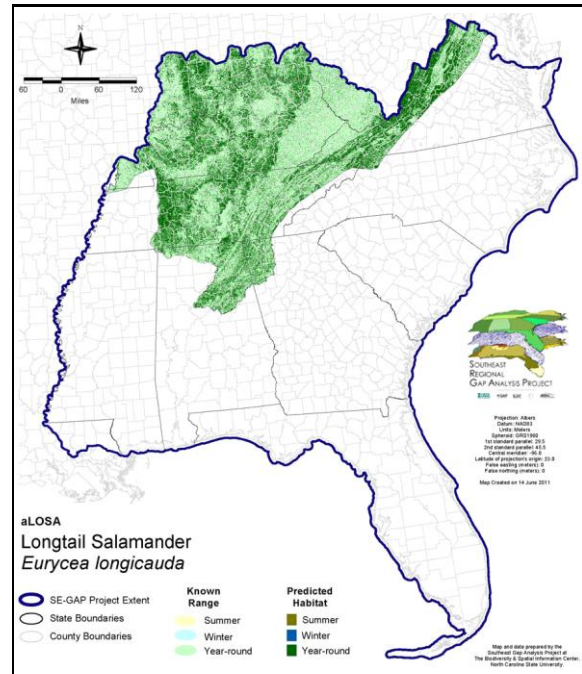 N
60 0 60 120
Miles
SOUTHEAST
REGIONAL
GAP ANALYSIS PROJECT
Projection: Albers
Datum: NAD83
Units: Meters
Spheroid: GRS1980
1st standard parallel: 29.5
2nd standard parallel: 45.5
Central meridian: -96.0
Latitude of projection's origin: 23.0
False easting (meters): 0
False northing (meters): 0
Map Created on 14 June 2011
aLOSA
Longtail Salamander
Eurycea longicauda
SE-GAP Project Extent
State Boundaries
County Boundaries
Known
Range
Summer
Winter
Year-round
Predicted
Habitat
Summer
Winter
Year-round
Map and data prepared by the
Southeast Gap Analysis Project at
The Biodiversity & Spatial Information Center,
North Carolina State University.